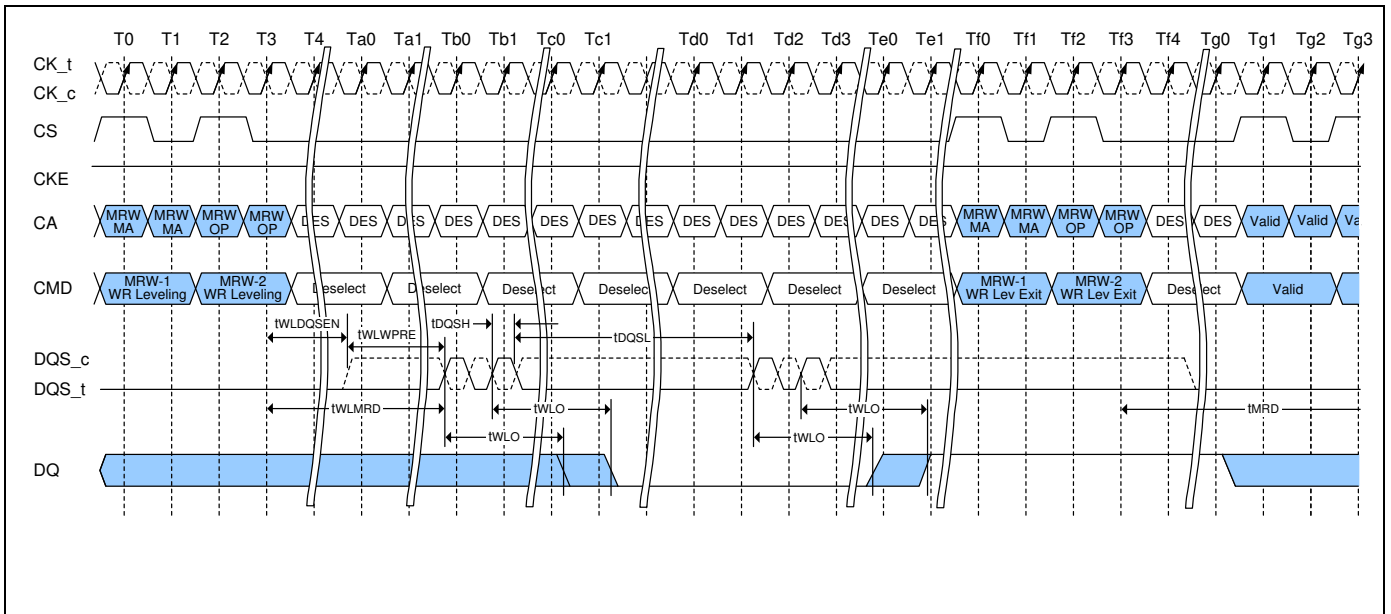 T0 T1 T2 T3 T4 Ta0 Ta1 Tb0 Tb1 Tc0 Tc1 Td0 Td1 Td2 Td3 Te0 Te1 Tf0 Tf1 Tf2 Tf3 Tf4 Tg0 Tg1 Tg2 Tg3
CK_t
CK_c
CS
CKE
CA
MRW MRW MRW MRW DES DES DES DES DES DES DES DES DES DES DES DES DES DES MRW MRW MRW MRW DES DES Valid Valid Va
MA MA OP OP MA MA OP OP
CMD
MRW-1 MRW-2 Deselect Deselect Deselect Deselect Deselect Deselect Deselect MRW-1 MRW-2 Deselect Valid
WR Leveling WR Leveling WR Lev Exit WR Lev Exit
tWLDQSEN tDQSH
tWLWPRE tDQSL
DQS_c
DQS_t
tWLMRD tWLO tWLO tMRD
tWLO tWLO
DQ